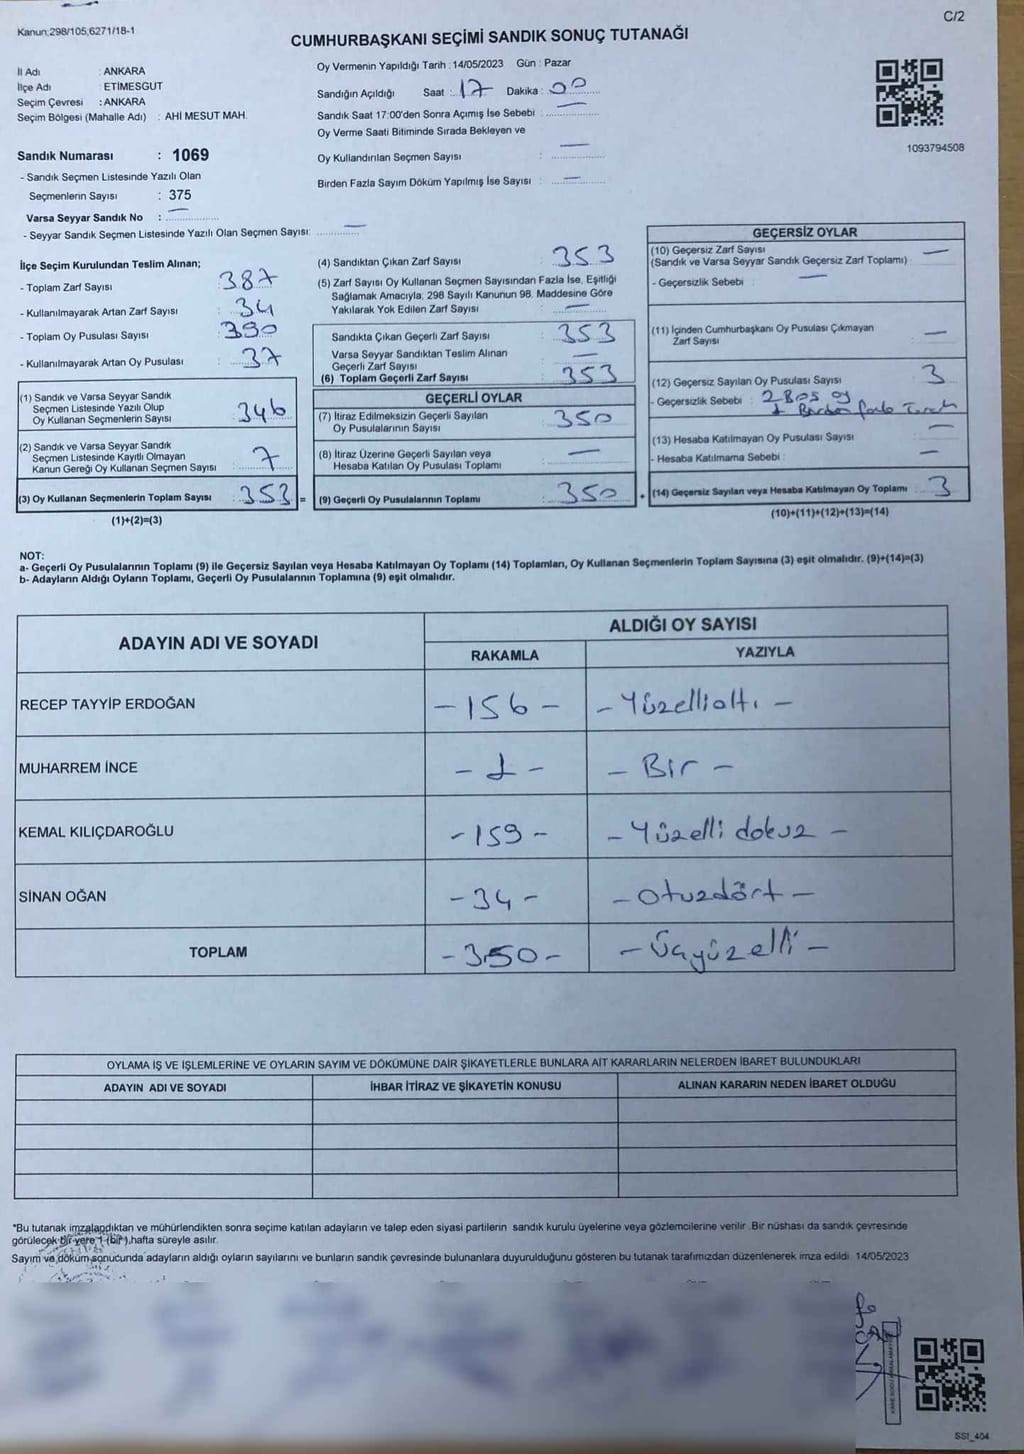 C/2
Kanun:298/105,6271/18-1
CUMHURBAŞKANI SEÇİMİ SANDIK SONUÇ TUTANAĞI
İl Adı : ANKARA
İlçe Adı : ETİMESGUT
Seçim Çevresi : ANKARA
Seçim Bölgesi (Mahalle Adı) : AHİ MESUT MAH.
Sandık Numarası : 1069
- Sandık Seçmen Listesinde Yazılı Olan
Seçmenlerin Sayısı : 375
Varsa Seyyar Sandık No : —
- Seyyar Sandık Seçmen Listesinde Yazılı Olan Seçmen Sayısı: —
Oy Vermenin Yapıldığı Tarih : 14/05/2023 Gün : Pazar
Sandığın Açıldığı Saat : 17 Dakika : 00
Sandık Saat 17:00'den Sonra Açımış İse Sebebi : —
Oy Verme Saati Bitiminde Sırada Bekleyen ve
Oy Kullandırılan Seçmen Sayısı : —
Birden Fazla Sayım Döküm Yapılmış İse Sayısı : —
1093794508
İlçe Seçim Kurulundan Teslim Alınan;
- Toplam Zarf Sayısı : 387
- Kullanılmayarak Artan Zarf Sayısı : 34
- Toplam Oy Pusulası Sayısı : 390
- Kullanılmayarak Artan Oy Pusulası : 37
(1) Sandık ve Varsa Seyyar Sandık
Seçmen Listesinde Yazılı Olup
Oy Kullanan Seçmenlerin Sayısı : 346
(2) Sandık ve Varsa Seyyar Sandık
Seçmen Listesinde Kayıtlı Olmayan
Kanun Gereği Oy Kullanan Seçmen Sayısı : 7
(3) Oy Kullanan Seçmenlerin Toplam Sayısı : 353 =
(1)+(2)=(3)
(4) Sandıktan Çıkan Zarf Sayısı : 353
(5) Zarf Sayısı Oy Kullanan Seçmen Sayısından Fazla İse, Eşitliği
Sağlamak Amacıyla; 298 Sayılı Kanunun 98. Maddesine Göre
Yakılarak Yok Edilen Zarf Sayısı : —
Sandıkta Çıkan Geçerli Zarf Sayısı : 353
Varsa Seyyar Sandıktan Teslim Alınan
Geçerli Zarf Sayısı : —
(6) Toplam Geçerli Zarf Sayısı : 353
GEÇERLİ OYLAR
(7) İtiraz Edilmeksizin Geçerli Sayılan
Oy Pusulalarının Sayısı : 350
(8) İtiraz Üzerine Geçerli Sayılan veya
Hesaba Katılan Oy Pusulası Toplamı : —
(9) Geçerli Oy Pusulalarının Toplamı : 350 +
GEÇERSİZ OYLAR
(10) Geçersiz Zarf Sayısı
(Sandık ve Varsa Seyyar Sandık Geçersiz Zarf Toplamı) : —
- Geçersizlik Sebebi : —
(11) İçinden Cumhurbaşkanı Oy Pusulası Çıkmayan
Zarf Sayısı : —
(12) Geçersiz Sayılan Oy Pusulası Sayısı : 3
- Geçersizlik Sebebi : 2 Boş oy
1 Birden fazla Tercih
(13) Hesaba Katılmayan Oy Pusulası Sayısı : —
- Hesaba Katılmama Sebebi : —
(14) Geçersiz Sayılan veya Hesaba Katılmayan Oy Toplamı : 3
(10)+(11)+(12)+(13)=(14)
NOT:
a- Geçerli Oy Pusulalarının Toplamı (9) ile Geçersiz Sayılan veya Hesaba Katılmayan Oy Toplamı (14) Toplamları, Oy Kullanan Seçmenlerin Toplam Sayısına (3) eşit olmalıdır. (9)+(14)=(3)
b- Adayların Aldığı Oyların Toplamı, Geçerli Oy Pusulalarının Toplamına (9) eşit olmalıdır.
ADAYIN ADI VE SOYADI ALDIĞI OY SAYISI
RAKAMLA YAZIYLA
RECEP TAYYİP ERDOĞAN - 156 - - Yüzellialtı -
MUHARREM İNCE - 1 - - Bir -
KEMAL KILIÇDAROĞLU - 159 - - Yüzelli dokuz -
SİNAN OĞAN - 34 - - Otuzdört -
TOPLAM - 350 - - Üçyüzelli -
OYLAMA İŞ VE İŞLEMLERİNE VE OYLARIN SAYIM VE DÖKÜMÜNE DAİR ŞİKAYETLERLE BUNLARA AİT KARARLARIN NELERDEN İBARET BULUNDUKLARI
ADAYIN ADI VE SOYADI İHBAR İTİRAZ VE ŞİKAYETİN KONUSU ALINAN KARARIN NEDEN İBARET OLDUĞU
*Bu tutanak imzalandıktan ve mühürlendikten sonra seçime katılan adayların ve talep eden siyasi partilerin sandık kurulu üyelerine veya gözlemcilerine verilir. Bir nüshası da sandık çevresinde
görülecek bir yere 1 (bir) hafta süreyle asılır.
Sayım ve döküm sonucunda adayların aldığı oyların sayılarını ve bunların sandık çevresinde bulunanlara duyurulduğunu gösteren bu tutanak tarafımızdan düzenlenerek imza edildi 14/05/2023
SSI_404